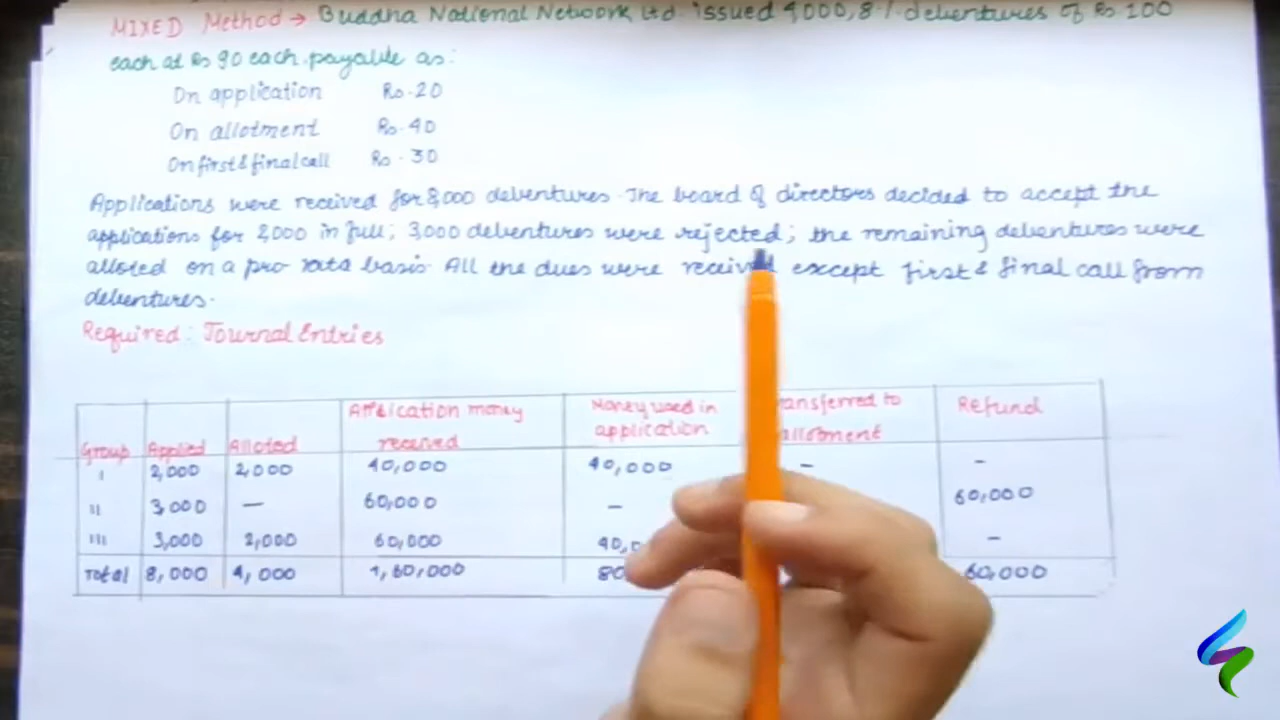 MIXED Method → Buddha National Network Ltd. issued 4000, 8% debentures of Rs 100
each at Rs 90 each payable as:
On application Rs. 20
On allotment Rs. 40
On first & final call Rs. 30
Applications were received for 8,000 debentures. The board of directors decided to accept the
applications for 2,000 in full; 3,000 debentures were rejected; the remaining debentures were
alloted on a pro rata basis. All the dues were received except first & final call from
debentures.
Required: Journal Entries
Group Applied Alloted Application money received Money used in application allotment Refund
I 2,000 2,000 40,000 40,000 – –
II 3,000 — 60,000 – 60,000
III 3,000 2,000 60,000 –
Total 8,000 4,000 1,60,000 60,000